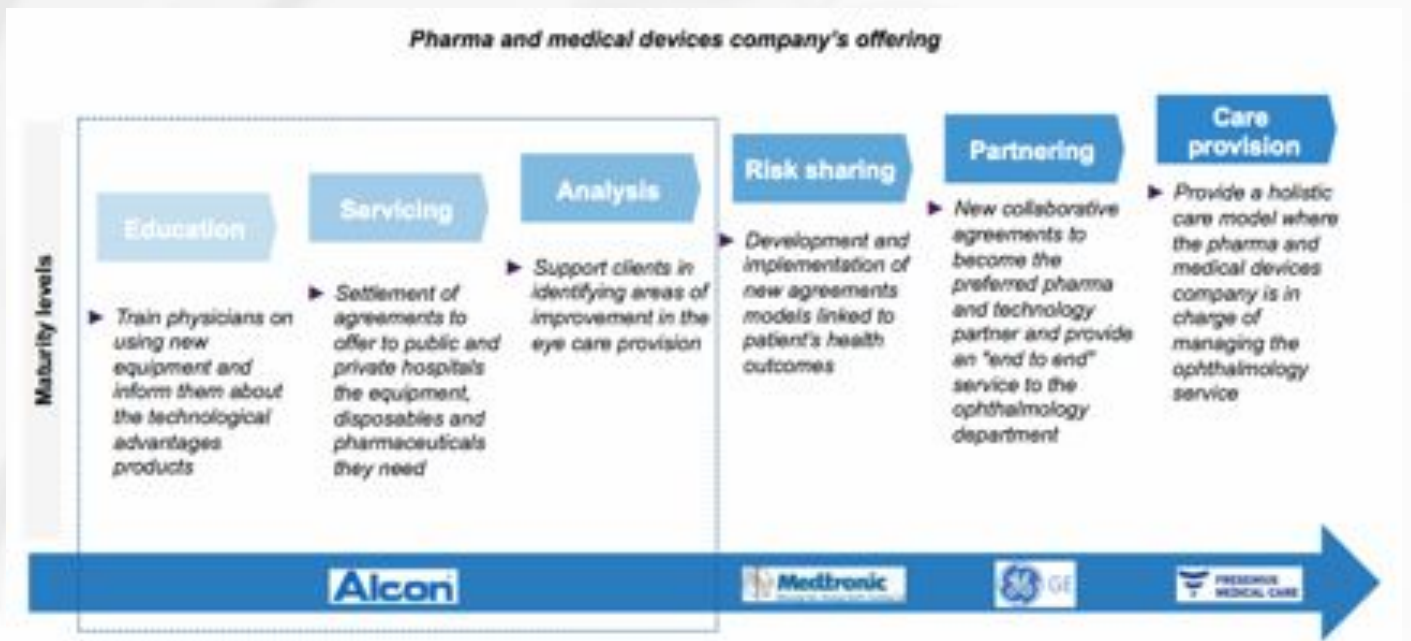 Pharma and medical devices company's offering
Maturity levels
Education
► Train physicians on
using new
equipment and
inform them about
the technological
advantages
products
Servicing
► Settlement of
agreements to
offer to public and
private hospitals
the equipment,
disposables and
pharmaceuticals
they need
Analysis
► Support clients in
identifying areas of
improvement in the
eye care provision
Risk sharing
► Development and
implementation of
new agreements
models linked to
patient's health
outcomes
Partnering
► New collaborative
agreements to
become the
preferred pharma
and technology
partner and provide
an "end to end"
service to the
ophthalmology
department
Care
provision
► Provide a holistic
care model where
the pharma and
medical devices
company is in
charge of
managing the
ophthalmology
service
Alcon
Medtronic
GE
FRESENIUS
MEDICAL CARE